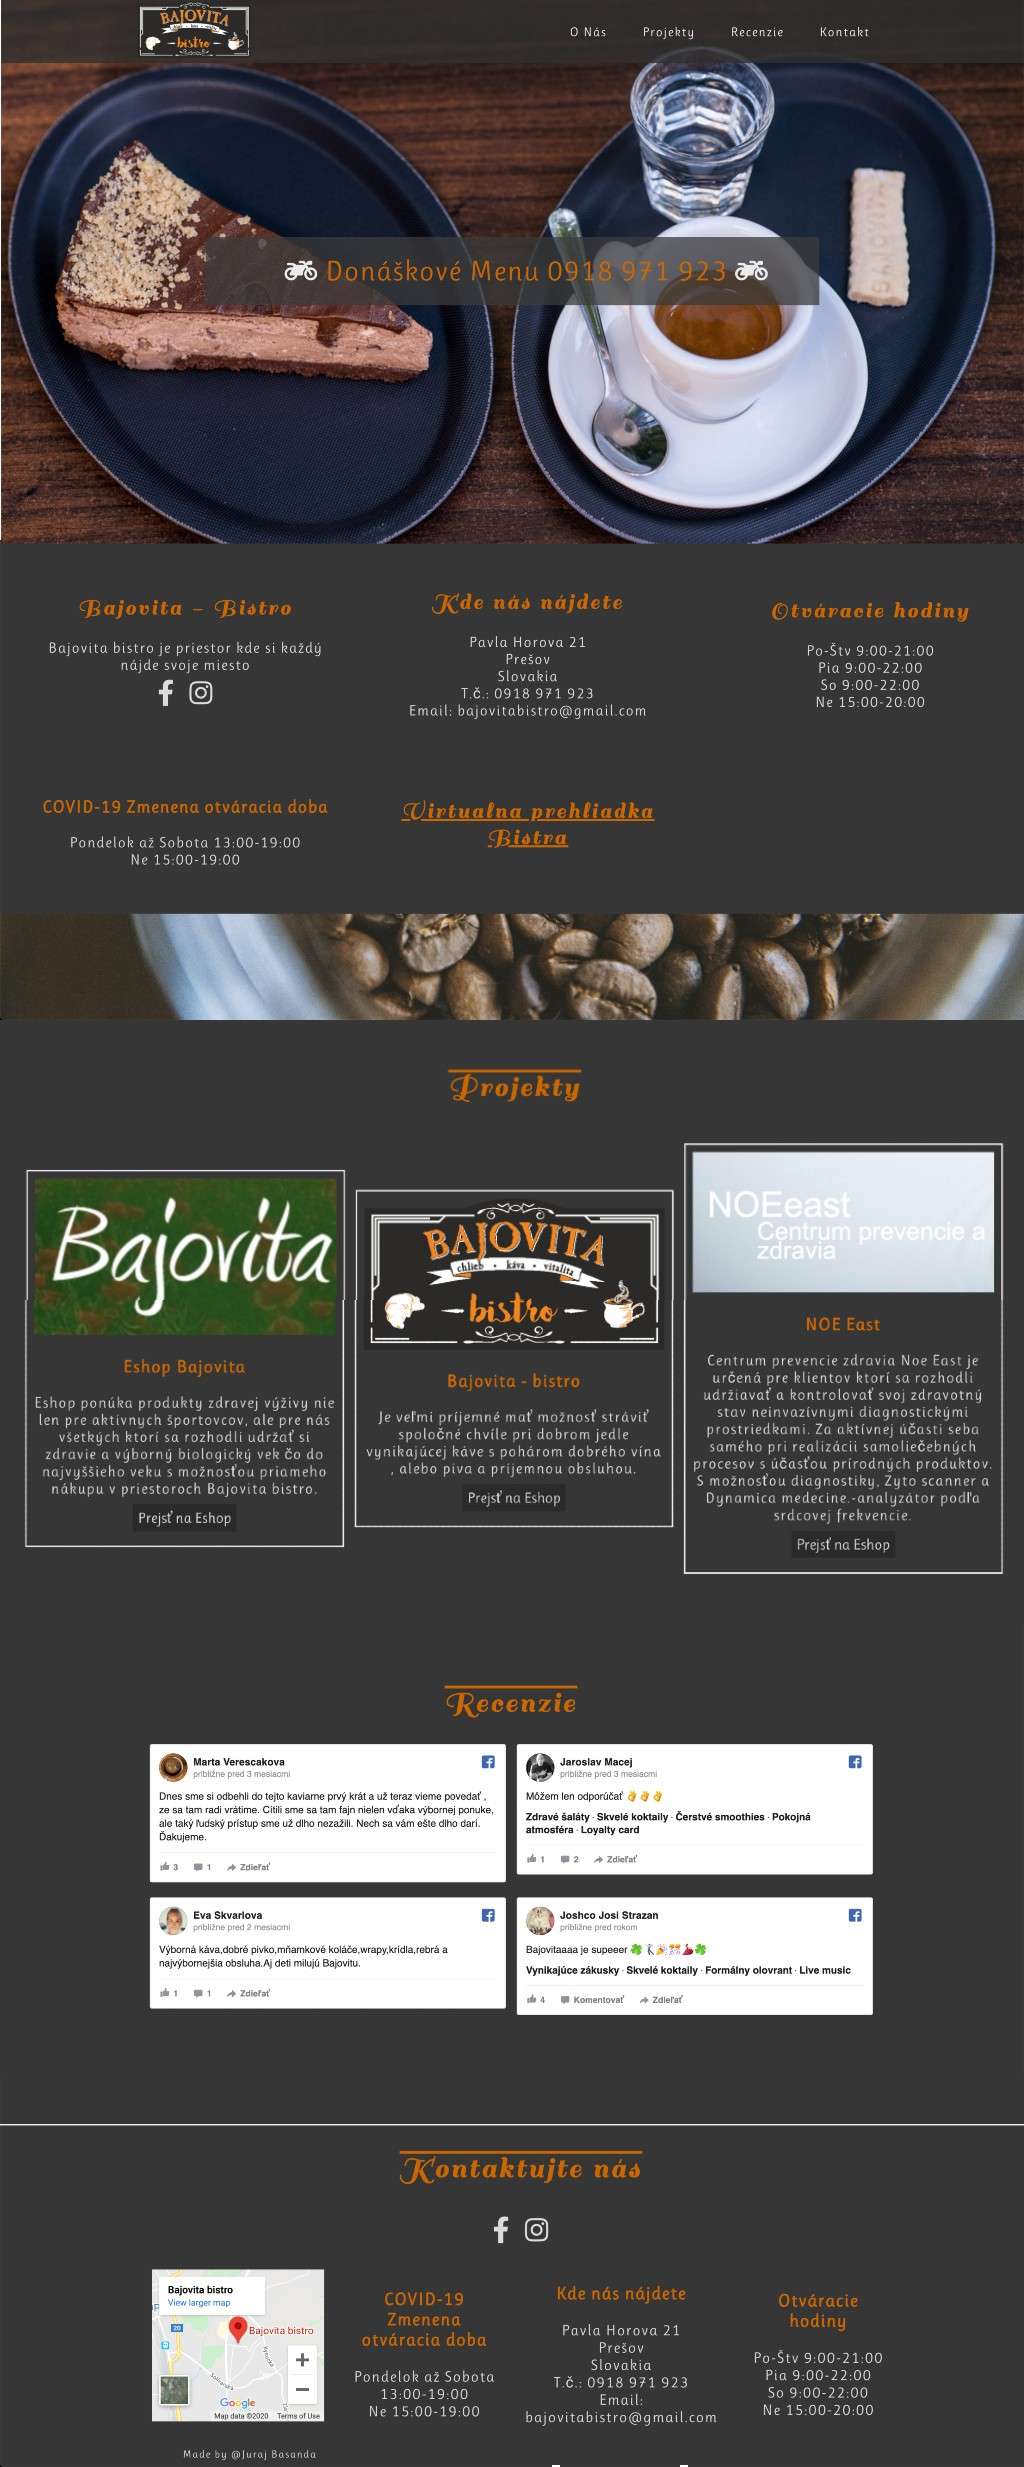 BAJOVITA
chlieb • káva • vitalita
bistro
O Nás
Projekty
Recenzie
Kontakt
Donáškové Menu 0918 971 923
Bajovita – Bistro
Bajovita bistro je priestor kde si každý
nájde svoje miesto
Kde nás nájdete
Pavla Horova 21
Prešov
Slovakia
T.č.: 0918 971 923
Email: bajovitabistro@gmail.com
Otváracie hodiny
Po-Štv 9:00-21:00
Pia 9:00-22:00
So 9:00-22:00
Ne 15:00-20:00
COVID-19 Zmenena otváracia doba
Pondelok až Sobota 13:00-19:00
Ne 15:00-19:00
Virtualna prehliadka
Bistra
Projekty
Bajovita
Eshop Bajovita
Eshop ponúka produkty zdravej výživy nie
len pre aktívnych športovcov, ale pre nás
všetkých ktorí sa rozhodli udržať si
zdravie a výborný biologický vek čo do
najvyššieho veku s možnosťou priameho
nákupu v priestoroch Bajovita bistro.
Prejsť na Eshop
BAJOVITA
chlieb • káva • vitalita
bistro
Bajovita - bistro
Je veľmi príjemné mať možnosť stráviť
spoločné chvíle pri dobrom jedle
vynikajúcej káve s pohárom dobrého vína
, alebo piva a príjemnou obsluhou.
Prejsť na Eshop
NOEeast
Centrum prevencie a
zdravia
NOE East
Centrum prevencie zdravia Noe East je
určená pre klientov ktorí sa rozhodli
udržiavať a kontrolovať svoj zdravotný
stav neinvazívnymi diagnostickými
prostriedkami. Za aktívnej účasti seba
samého pri realizácii samoliečebných
procesov s účasťou prírodných produktov.
S možnosťou diagnostiky, Zyto scanner a
Dynamica medecine.-analyzátor podľa
srdcovej frekvencie.
Prejsť na Eshop
Recenzie
Marta Verescakova
približne pred 3 mesiacmi
Dnes sme si odbehli do tejto kaviarne prvý krát a už teraz vieme povedať ,
ze sa tam radi vrátime. Cítili sme sa tam fajn nielen vďaka výbornej ponuke,
ale taký ľudský prístup sme už dlho nezažili. Nech sa vám ešte dlho darí.
Ďakujeme.
3 1 Zdieľať
Jaroslav Macej
približne pred 3 mesiacmi
Môžem len odporúčať 👌👌👌
Zdravé šaláty · Skvelé koktaily · Čerstvé smoothies · Pokojná
atmosféra · Loyalty card
1 2 Zdieľať
Eva Skvarlova
približne pred 2 mesiacmi
Výborná káva,dobré pivko,mňamkové koláče,wrapy,krídla,rebrá a
najvýbornejšia obsluha.Aj deti milujú Bajovitu.
1 1 Zdieľať
Joshco Josi Strazan
približne pred rokom
Bajovitaaaa je supeeer
Vynikajúce zákusky · Skvelé koktaily · Formálny olovrant · Live music
4 Komentovať Zdieľať
Kontaktujte nás
Bajovita bistro
View larger map
20
Bajovita bistro
Google
Map data ©2020 Terms of Use
COVID-19
Zmenena
otváracia doba
Pondelok až Sobota
13:00-19:00
Ne 15:00-19:00
Kde nás nájdete
Pavla Horova 21
Prešov
Slovakia
T.č.: 0918 971 923
Email:
bajovitabistro@gmail.com
Otváracie
hodiny
Po-Štv 9:00-21:00
Pia 9:00-22:00
So 9:00-22:00
Ne 15:00-20:00
Made by @Juraj Basanda